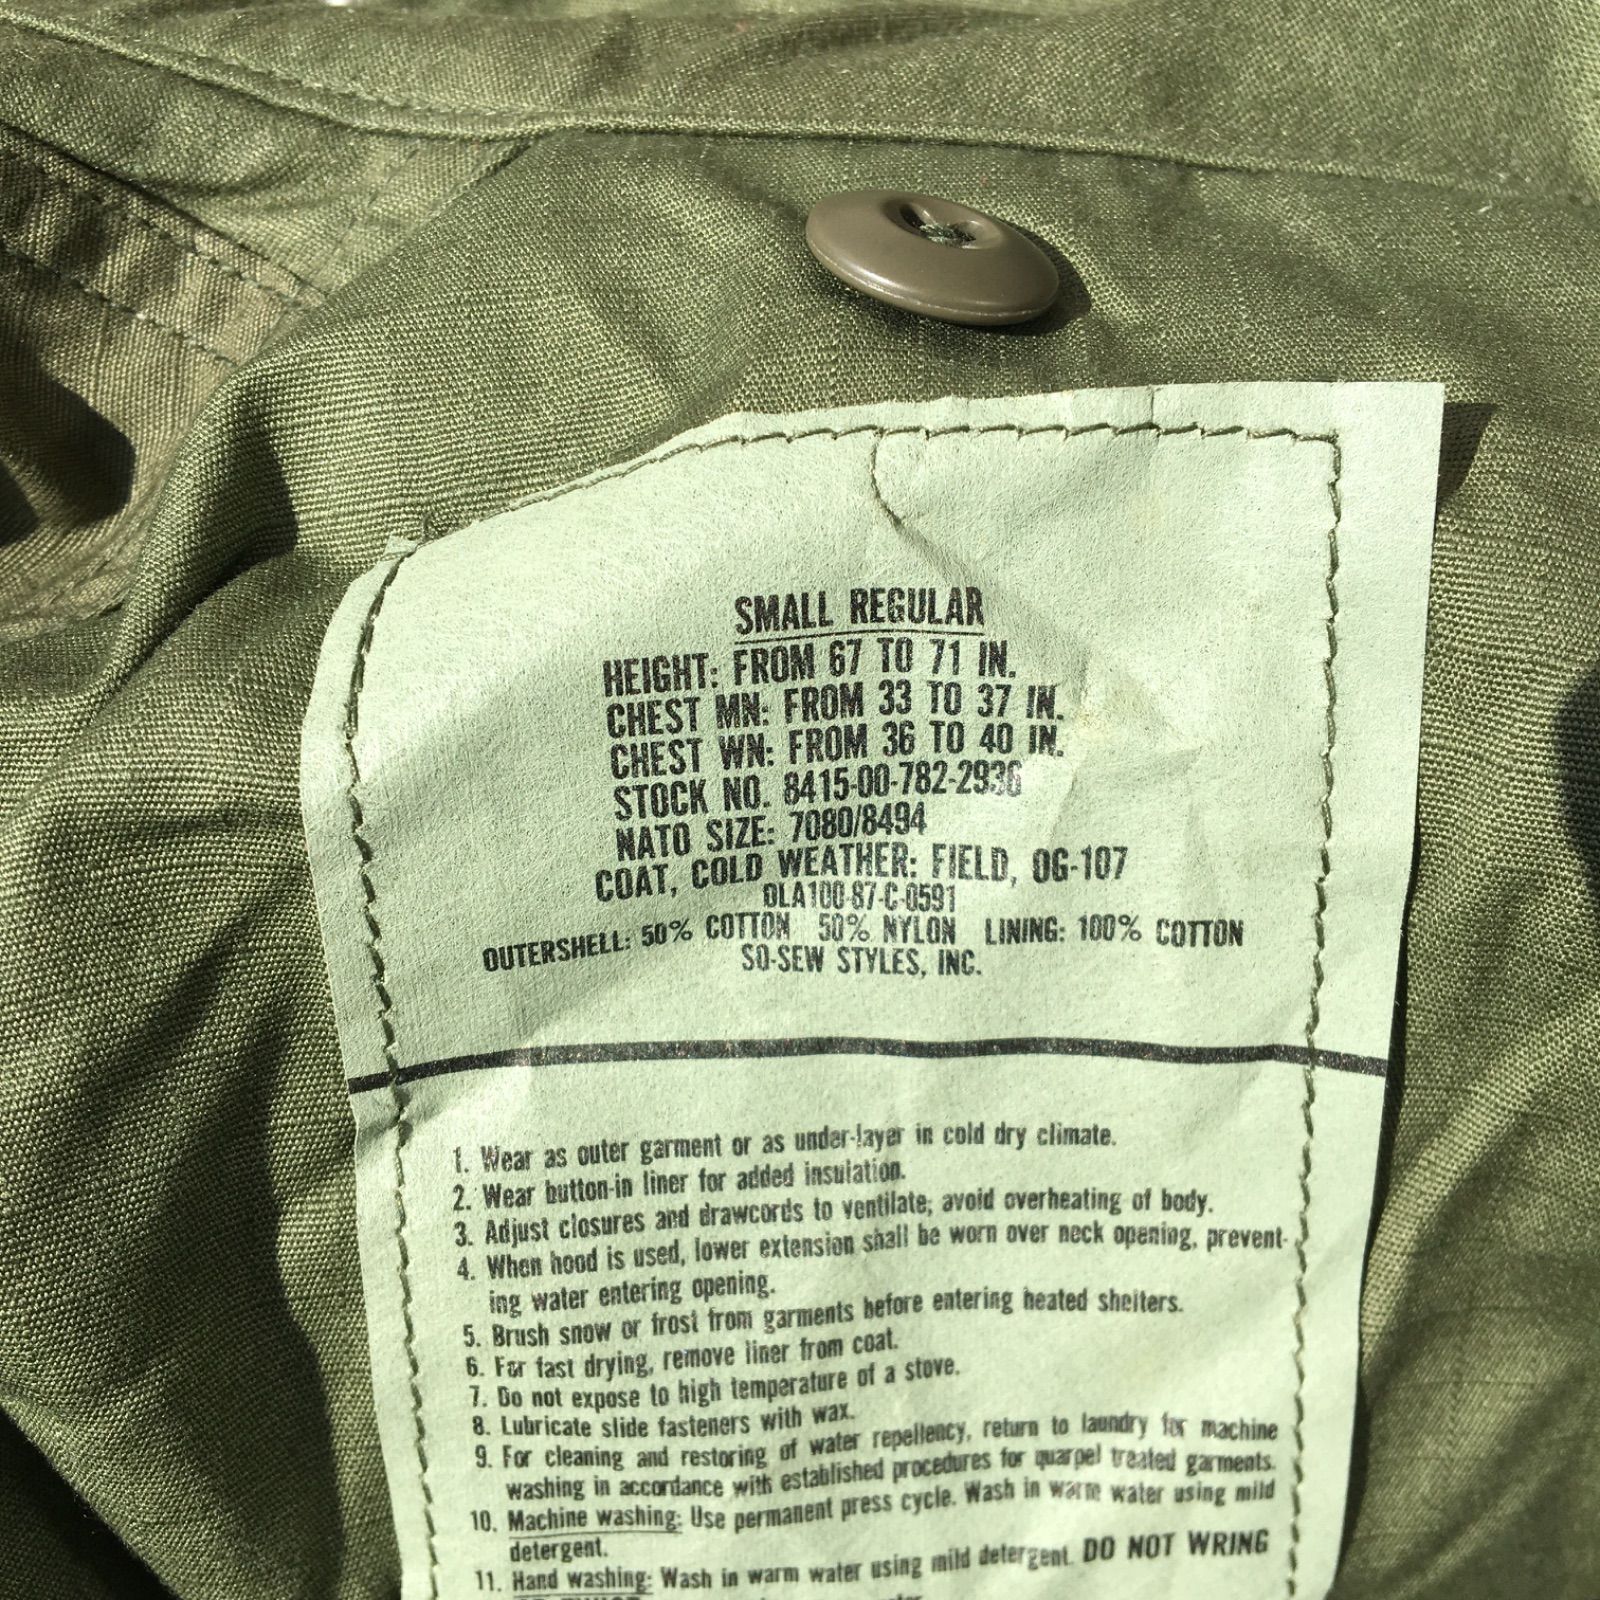 SMALL REGULAR
HEIGHT: FROM 67 TO 71 IN.
CHEST MN: FROM 33 TO 37 IN.
CHEST WN: FROM 36 TO 40 IN.
STOCK NO. 8415-00-782-2936
NATO SIZE: 7080/8494
COAT, COLD WEATHER: FIELD, OG-107
DLA100-87-C-0591
OUTERSHELL: 50% COTTON 50% NYLON LINING: 100% COTTON
SO-SEW STYLES, INC.
1. Wear as outer garment or as under-layer in cold dry climate.
2. Wear button-in liner for added insulation.
3. Adjust closures and drawcords to ventilate; avoid overheating of body.
4. When hood is used, lower extension shall be worn over neck opening, prevent-
ing water entering opening.
5. Brush snow or frost from garments before entering heated shelters.
6. For fast drying, remove liner from coat.
7. Do not expose to high temperature of a stove.
8. Lubricate slide fasteners with wax.
9. For cleaning and restoring of water repellency, return to laundry for machine
washing in accordance with established procedures for quarpel treated garments.
10. Machine washing: Use permanent press cycle. Wash in warm water using mild
detergent.
11. Hand washing: Wash in warm water using mild detergent. DO NOT WRING